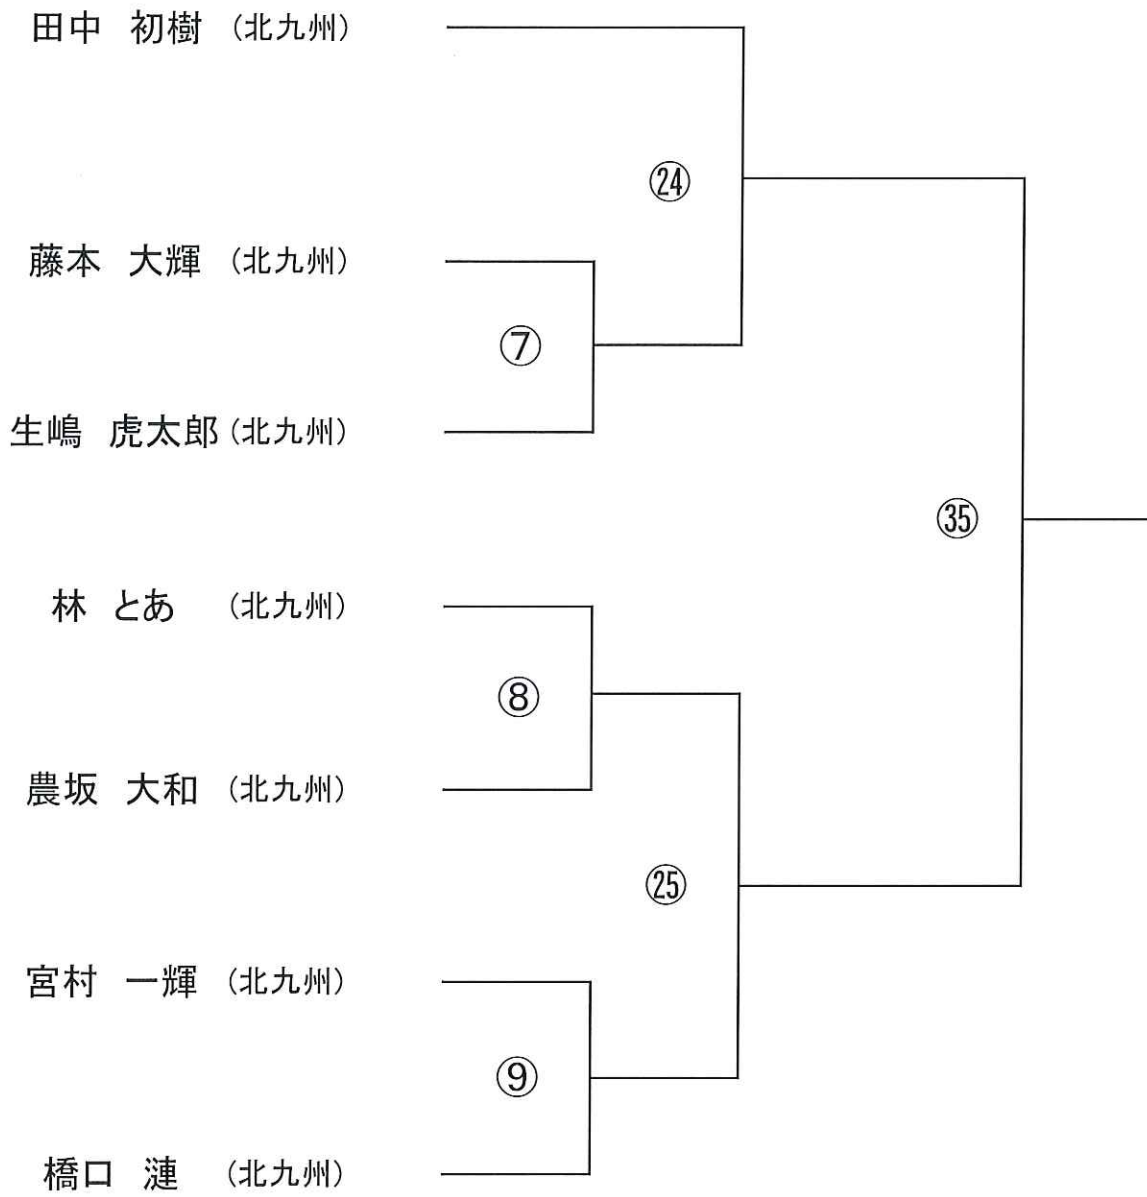 田中 初樹 （北九州）
㉔
藤本 大輝 （北九州）
⑦
生嶋 虎太郎（北九州）
㉟
林 とあ （北九州）
⑧
農坂 大和 （北九州）
㉕
宮村 一輝 （北九州）
⑨
橋口 漣 （北九州）